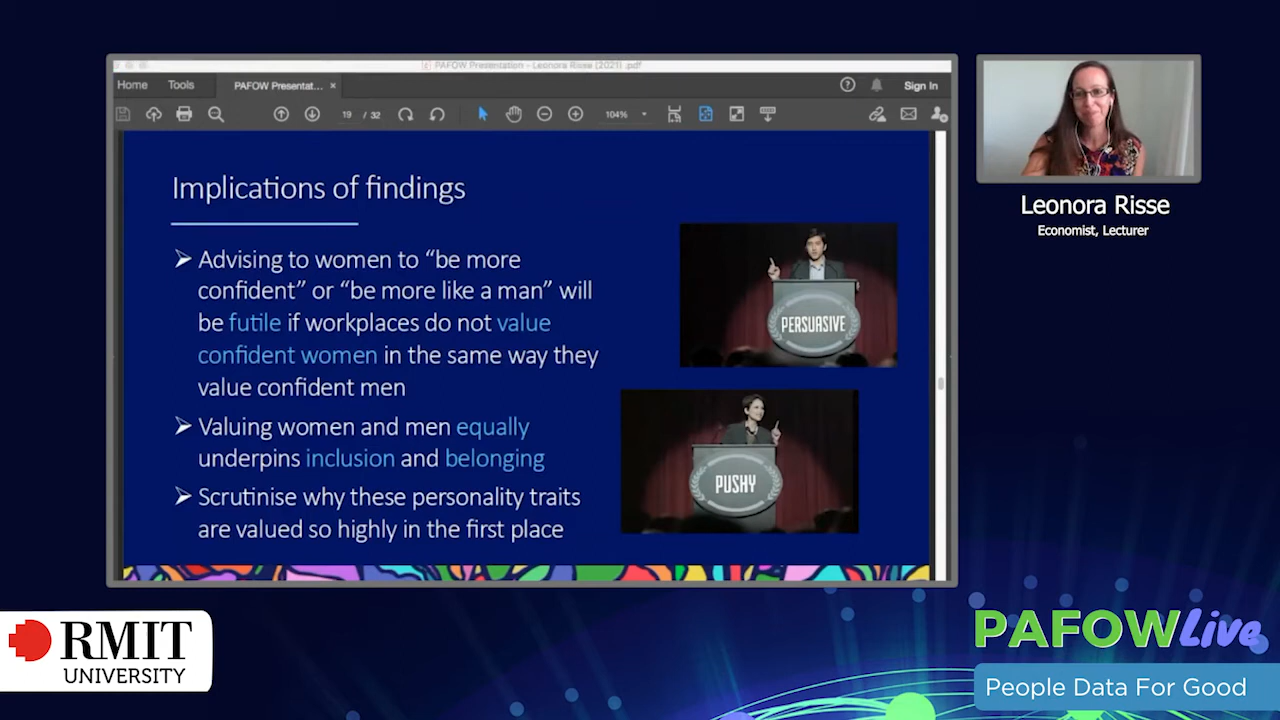 PAFOW Presentation - Leonora Risse (2021) .pdf
Home Tools PAFOW Presentat... × Sign In
19 / 32 104%
Implications of findings
Advising to women to “be more
confident” or “be more like a man” will
be futile if workplaces do not value
confident women in the same way they
value confident men
Valuing women and men equally
underpins inclusion and belonging
Scrutinise why these personality traits
are valued so highly in the first place
PERSUASIVE
PUSHY
Leonora Risse
Economist, Lecturer
RMIT
UNIVERSITY
PAFOWLive
People Data For Good